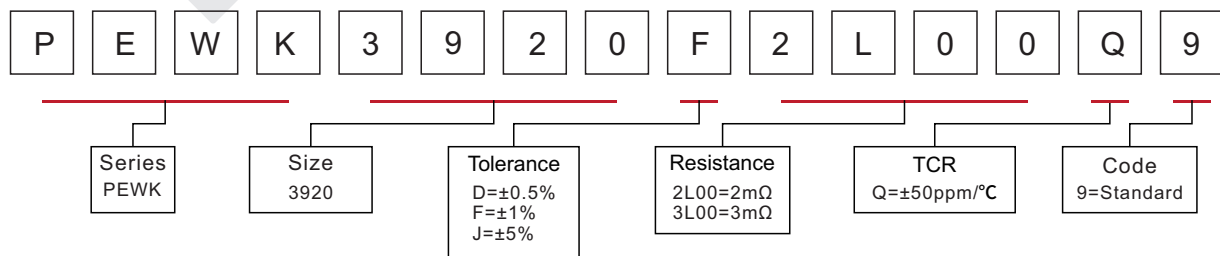 P E W K 3 9 2 0 F 2 L 0 0 Q 9
Series
PEWK
Size
3920
Tolerance
D=±0.5%
F=±1%
J=±5%
Resistance
2L00=2mΩ
3L00=3mΩ
TCR
Q=±50ppm/℃
Code
9=Standard